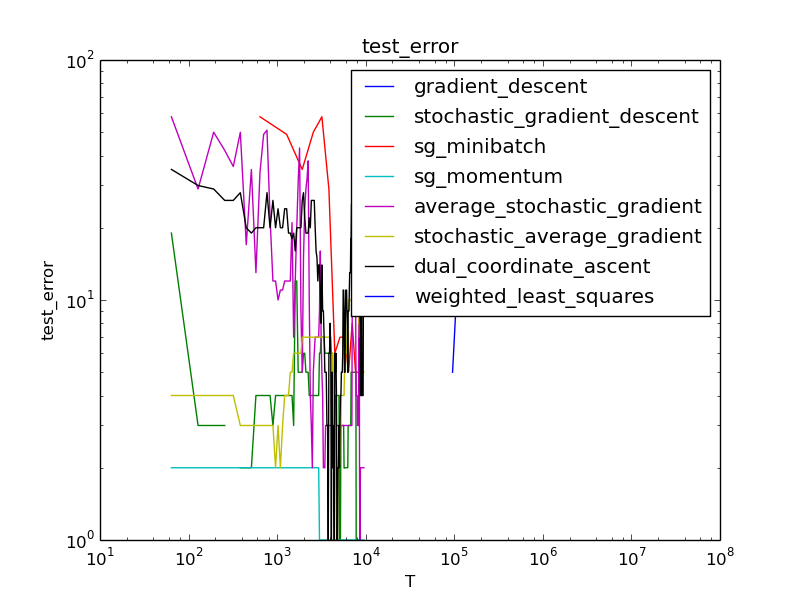 test_error
10^2
gradient_descent
stochastic_gradient_descent
sg_minibatch
sg_momentum
average_stochastic_gradient
stochastic_average_gradient
dual_coordinate_ascent
weighted_least_squares
test_error
10^1
10^0
10^1 10^2 10^3 10^4 10^5 10^6 10^7 10^8
T